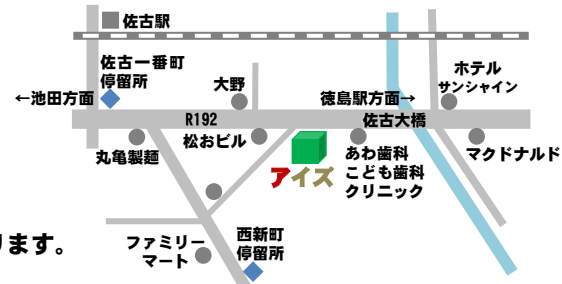 佐古駅
佐古一番町
停留所
←池田方面
大野
徳島駅方面→
ホテル
サンシャイン
R192
佐古大橋
丸亀製麺
松おビル
アイズ
あわ歯科
こども歯科
クリニック
マクドナルド
ります。
ファミリー
マート
西新町
停留所